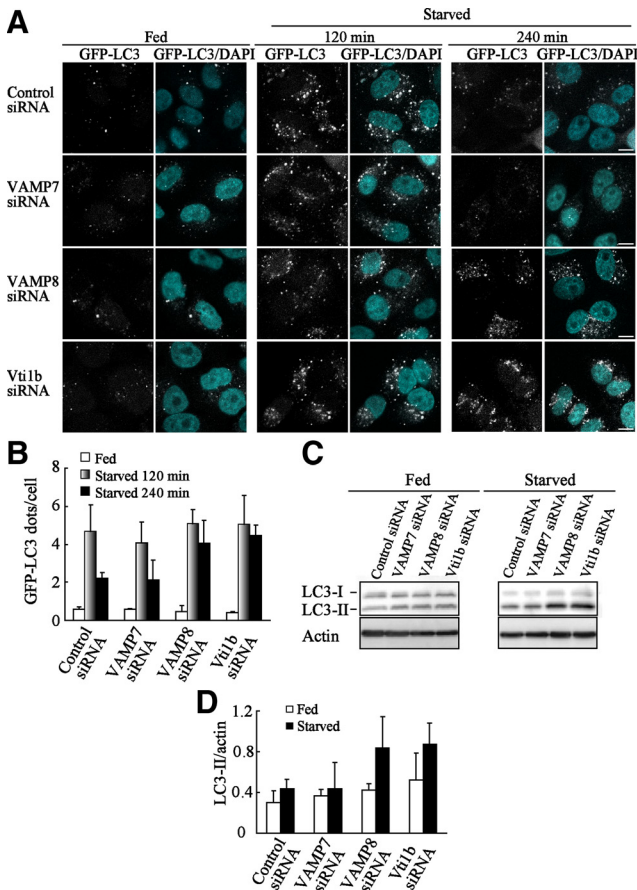 A
Starved
Fed
120 min
240 min
GFP-LC3
GFP-LC3/DAPI
GFP-LC3
GFP-LC3/DAPI
GFP-LC3
GFP-LC3/DAPI
Control
siRNA
VAMP7
siRNA
VAMP8
siRNA
Vti1b
siRNA
B
Fed
Starved 120 min
Starved 240 min
GFP-LC3 dots/cell
8
6
4
2
0
Control
siRNA
VAMP7
siRNA
VAMP8
siRNA
Vti1b
siRNA
C
Fed
Starved
Control siRNA
VAMP7 siRNA
VAMP8 siRNA
Vti1b siRNA
Control siRNA
VAMP7 siRNA
VAMP8 siRNA
Vti1b siRNA
LC3-I
LC3-II
Actin
D
Fed
Starved
LC3-II/actin
1.2
0.8
0.4
0
Control
siRNA
VAMP7
siRNA
VAMP8
siRNA
Vti1b
siRNA